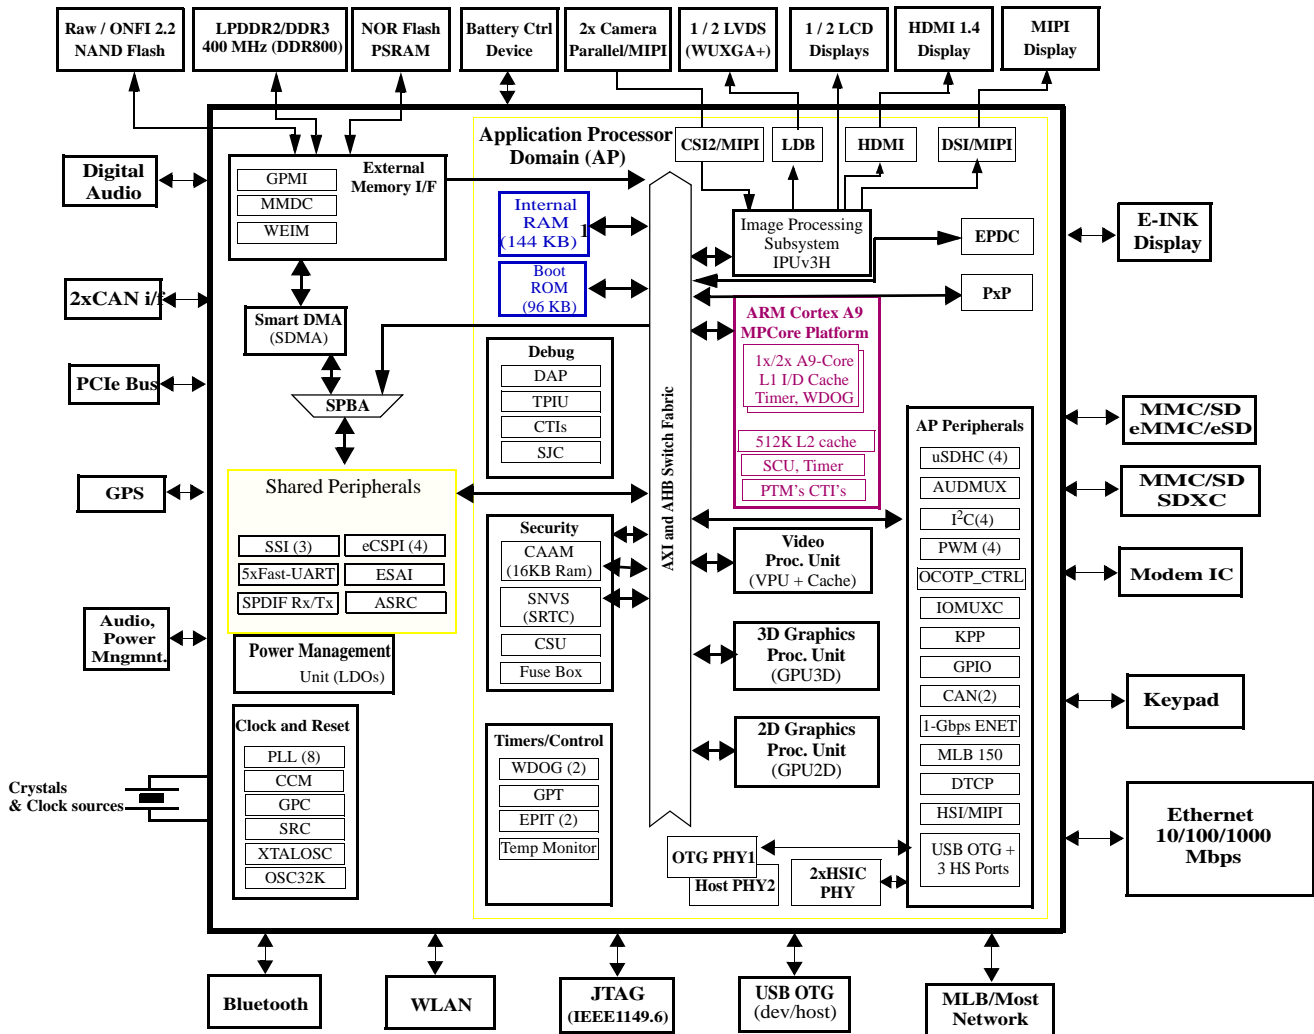 Raw / ONFI 2.2
NAND Flash
LPDDR2/DDR3
400 MHz (DDR800)
NOR Flash
PSRAM
Battery Ctrl
Device
2x Camera
Parallel/MIPI
1 / 2 LVDS
(WUXGA+)
1 / 2 LCD
Displays
HDMI 1.4
Display
MIPI
Display
Digital
Audio
2xCAN i/f
PCIe Bus
GPS
Audio,
Power
Mngmnt.
Crystals
& Clock sources
External
Memory I/F
GPMI
MMDC
WEIM
Smart DMA
(SDMA)
SPBA
Shared Peripherals
SSI (3)
eCSPI (4)
5xFast-UART
ESAI
SPDIF Rx/Tx
ASRC
Power Management
Unit (LDOs)
Clock and Reset
PLL (8)
CCM
GPC
SRC
XTALOSC
OSC32K
Application Processor
Domain (AP)
Internal
RAM
(144 KB)
1
Boot
ROM
(96 KB)
Debug
DAP
TPIU
CTIs
SJC
Security
CAAM
(16KB Ram)
SNVS
(SRTC)
CSU
Fuse Box
Timers/Control
WDOG (2)
GPT
EPIT (2)
Temp Monitor
AXI and AHB Switch Fabric
CSI2/MIPI
LDB
HDMI
DSI/MIPI
Image Processing
Subsystem
IPUv3H
EPDC
PxP
ARM Cortex A9
MPCore Platform
1x/2x A9-Core
L1 I/D Cache
Timer, WDOG
512K L2 cache
SCU, Timer
PTM's CTI's
Video
Proc. Unit
(VPU + Cache)
3D Graphics
Proc. Unit
(GPU3D)
2D Graphics
Proc. Unit
(GPU2D)
OTG PHY1
Host PHY2
2xHSIC
PHY
AP Peripherals
uSDHC (4)
AUDMUX
I2C(4)
PWM (4)
OCOTP_CTRL
IOMUXC
KPP
GPIO
CAN(2)
1-Gbps ENET
MLB 150
DTCP
HSI/MIPI
USB OTG +
3 HS Ports
E-INK
Display
MMC/SD
eMMC/eSD
MMC/SD
SDXC
Modem IC
Keypad
Ethernet
10/100/1000
Mbps
Bluetooth
WLAN
JTAG
(IEEE1149.6)
USB OTG
(dev/host)
MLB/Most
Network